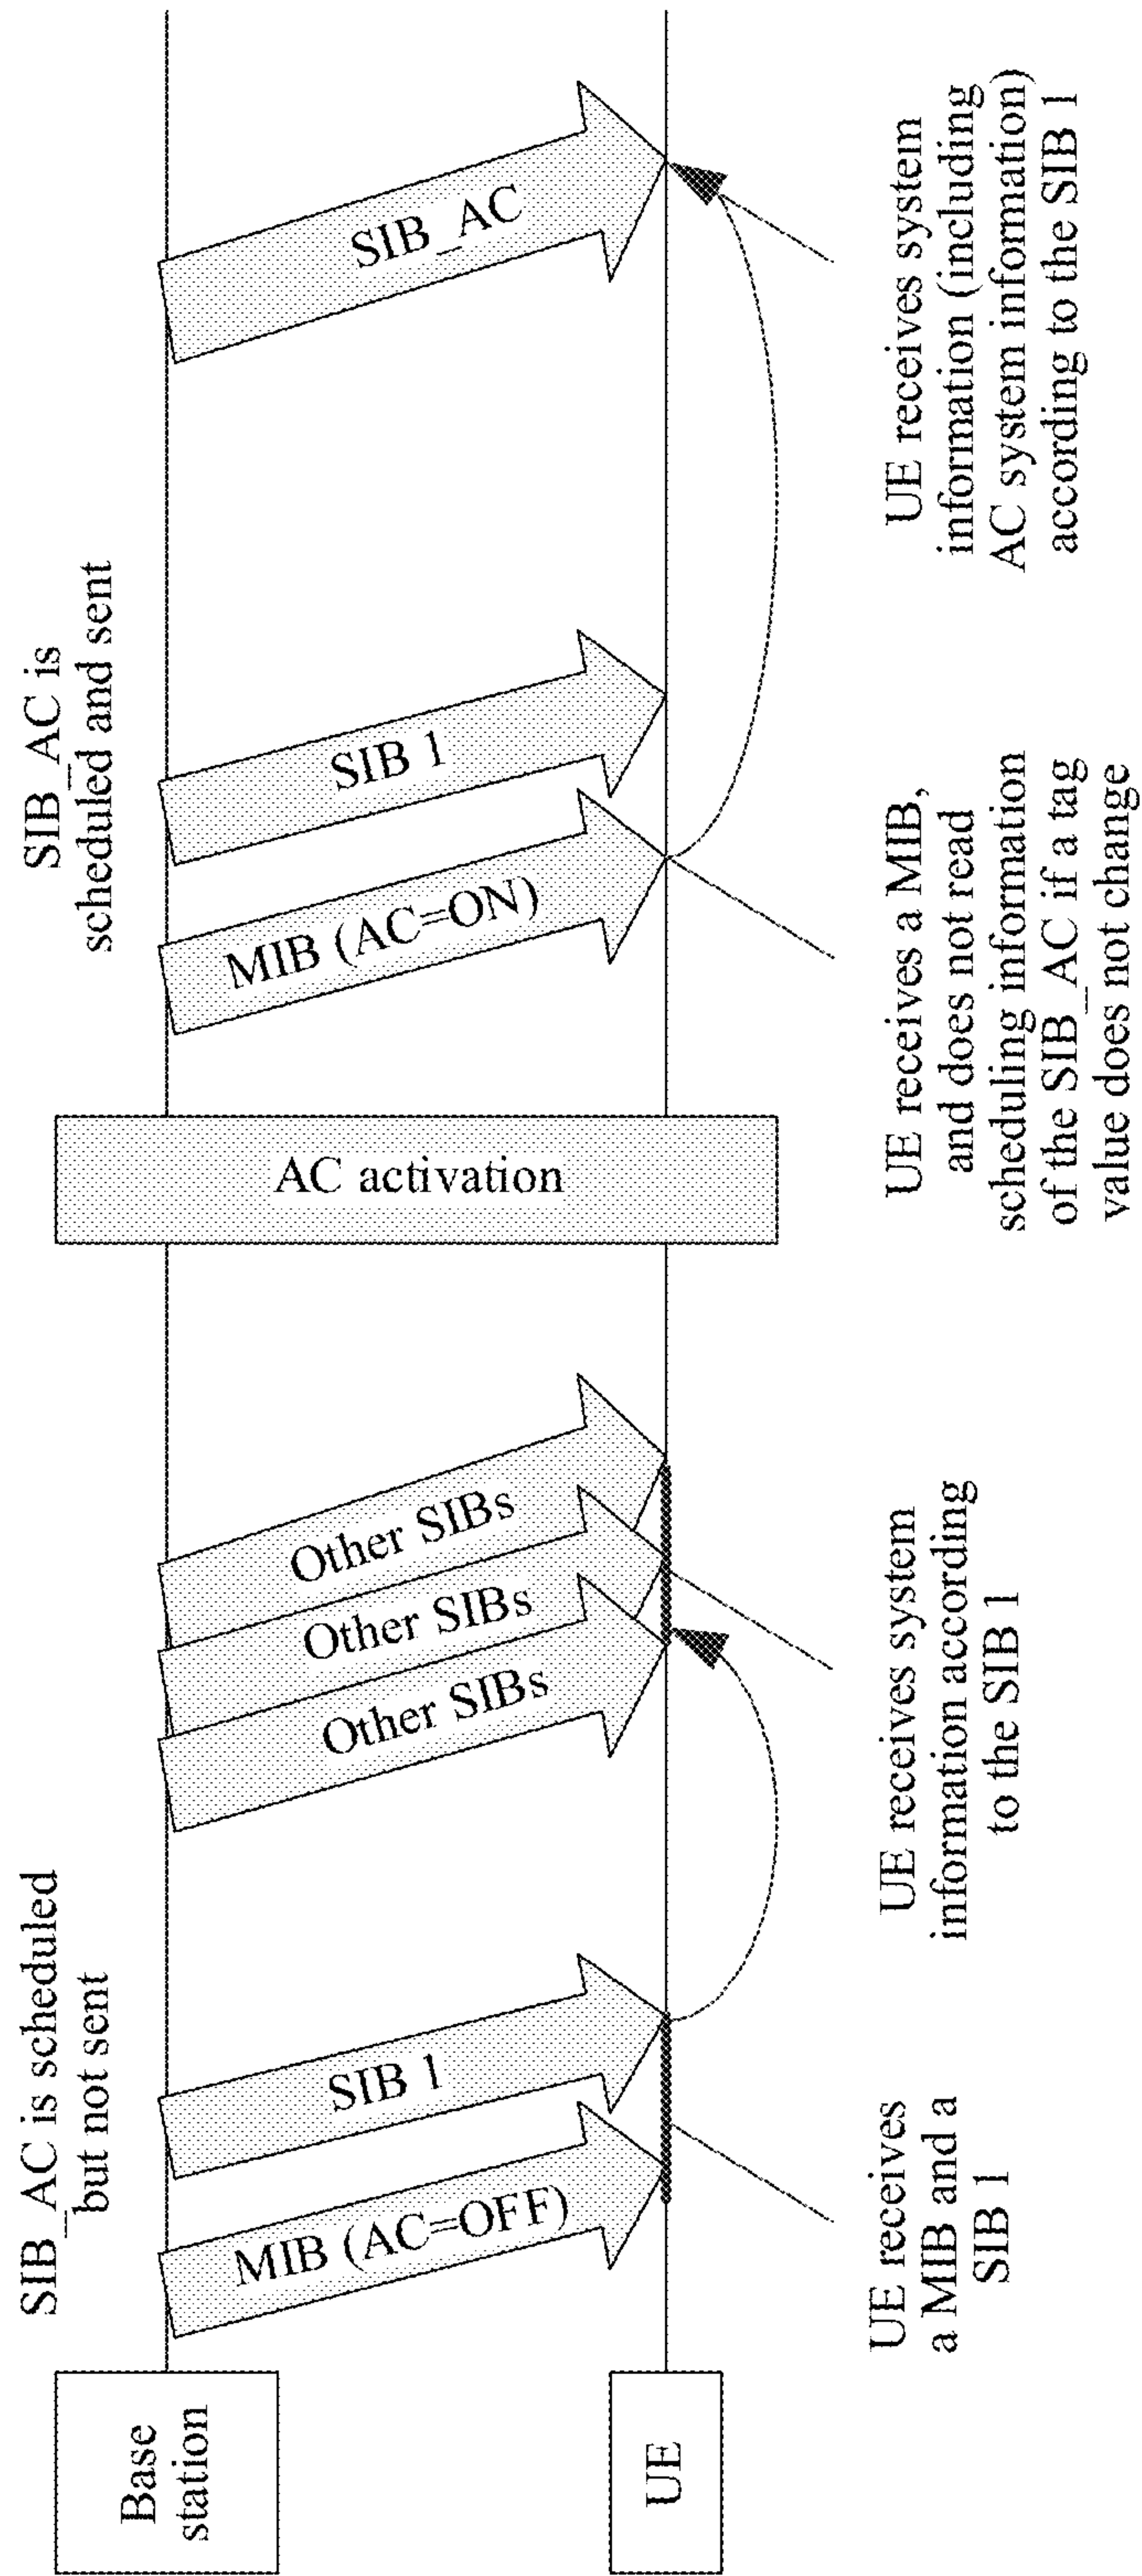 SIB_AC is scheduled
but not sent
SIB_AC is
scheduled and sent
Base
station
MIB (AC=OFF)
SIB 1
Other SIBs
Other SIBs
Other SIBs
AC activation
MIB (AC=ON)
SIB 1
SIB_AC
UE
UE receives
a MIB and a
SIB 1
UE receives system
information according
to the SIB 1
UE receives a MIB,
and does not read
scheduling information
of the SIB_AC if a tag
value does not change
UE receives system
information (including
AC system information)
according to the SIB 1